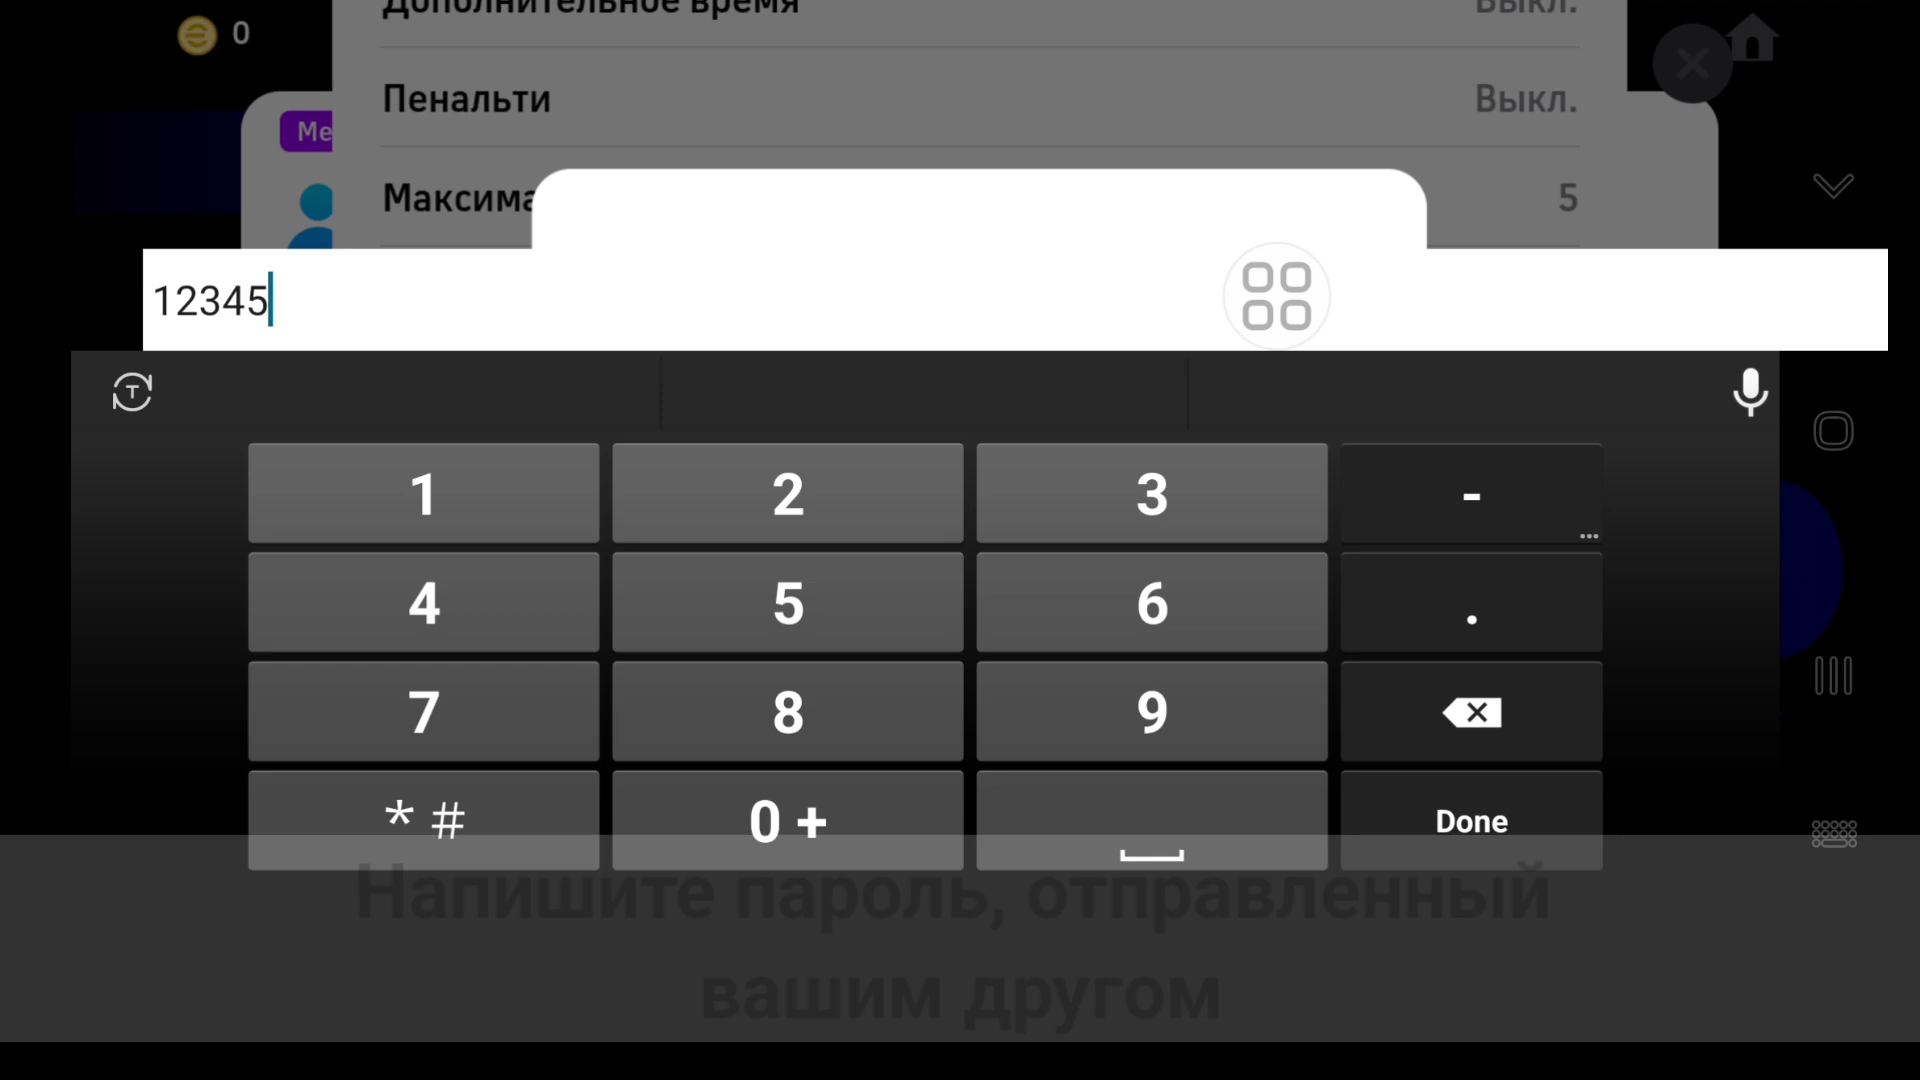 0
Дополнительное время
Выкл.
Пенальти
Выкл.
Me
Максима
5
12345
T
1 2 3 -
...
4 5 6 .
7 8 9
* # 0 + Done
Напишите пароль, отправленный
вашим другом